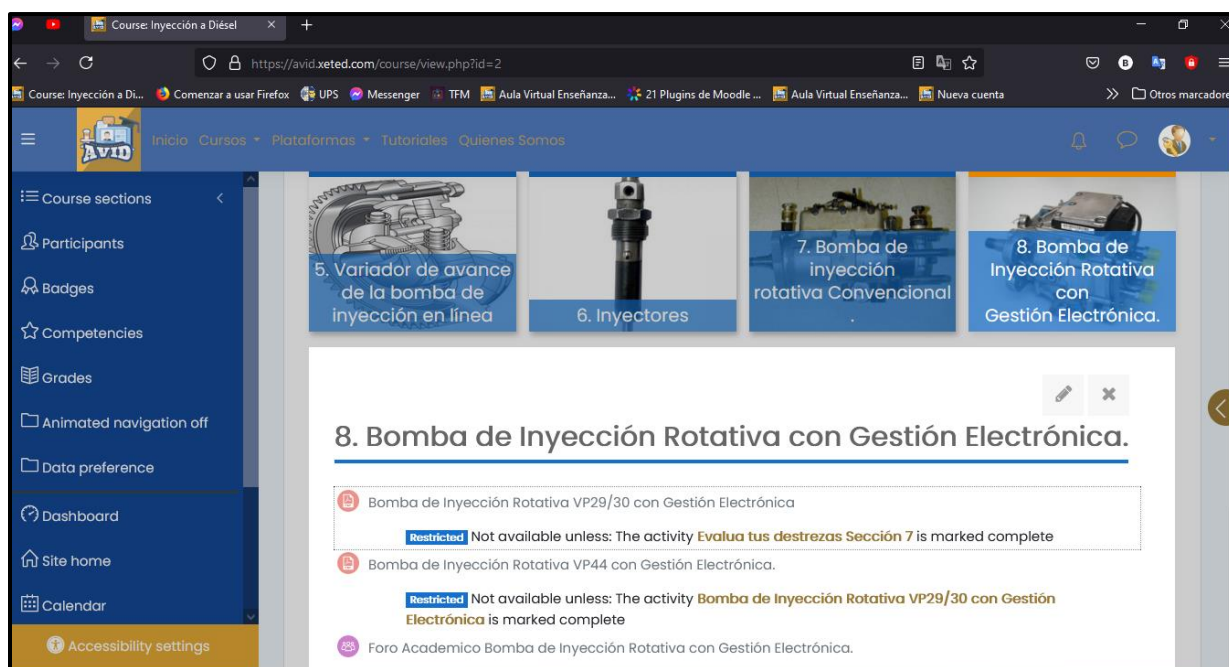 Course: Inyección a Diésel
https://avid.xeted.com/course/view.php?id=2
Course: Inyección a Di...
Comenzar a usar Firefox
UPS
Messenger
TFM
Aula Virtual Enseñanza...
21 Plugins de Moodle ...
Aula Virtual Enseñanza...
Nueva cuenta
Otros marcadore
AVID
Inicio
Cursos
Plataformas
Tutoriales
Quienes Somos
Course sections
Participants
Badges
Competencies
Grades
Animated navigation off
Data preference
Dashboard
Site home
Calendar
Accessibility settings
5. Variador de avance
de la bomba de
inyección en línea
6. Inyectores
7. Bomba de
inyección
rotativa Convencional
.
8. Bomba de
Inyección Rotativa
con
Gestión Electrónica.
8. Bomba de Inyección Rotativa con Gestión Electrónica.
Bomba de Inyección Rotativa VP29/30 con Gestión Electrónica
Restricted Not available unless: The activity Evalua tus destrezas Sección 7 is marked complete
Bomba de Inyección Rotativa VP44 con Gestión Electrónica.
Restricted Not available unless: The activity Bomba de Inyección Rotativa VP29/30 con Gestión
Electrónica is marked complete
Foro Academico Bomba de Inyección Rotativa con Gestión Electrónica.